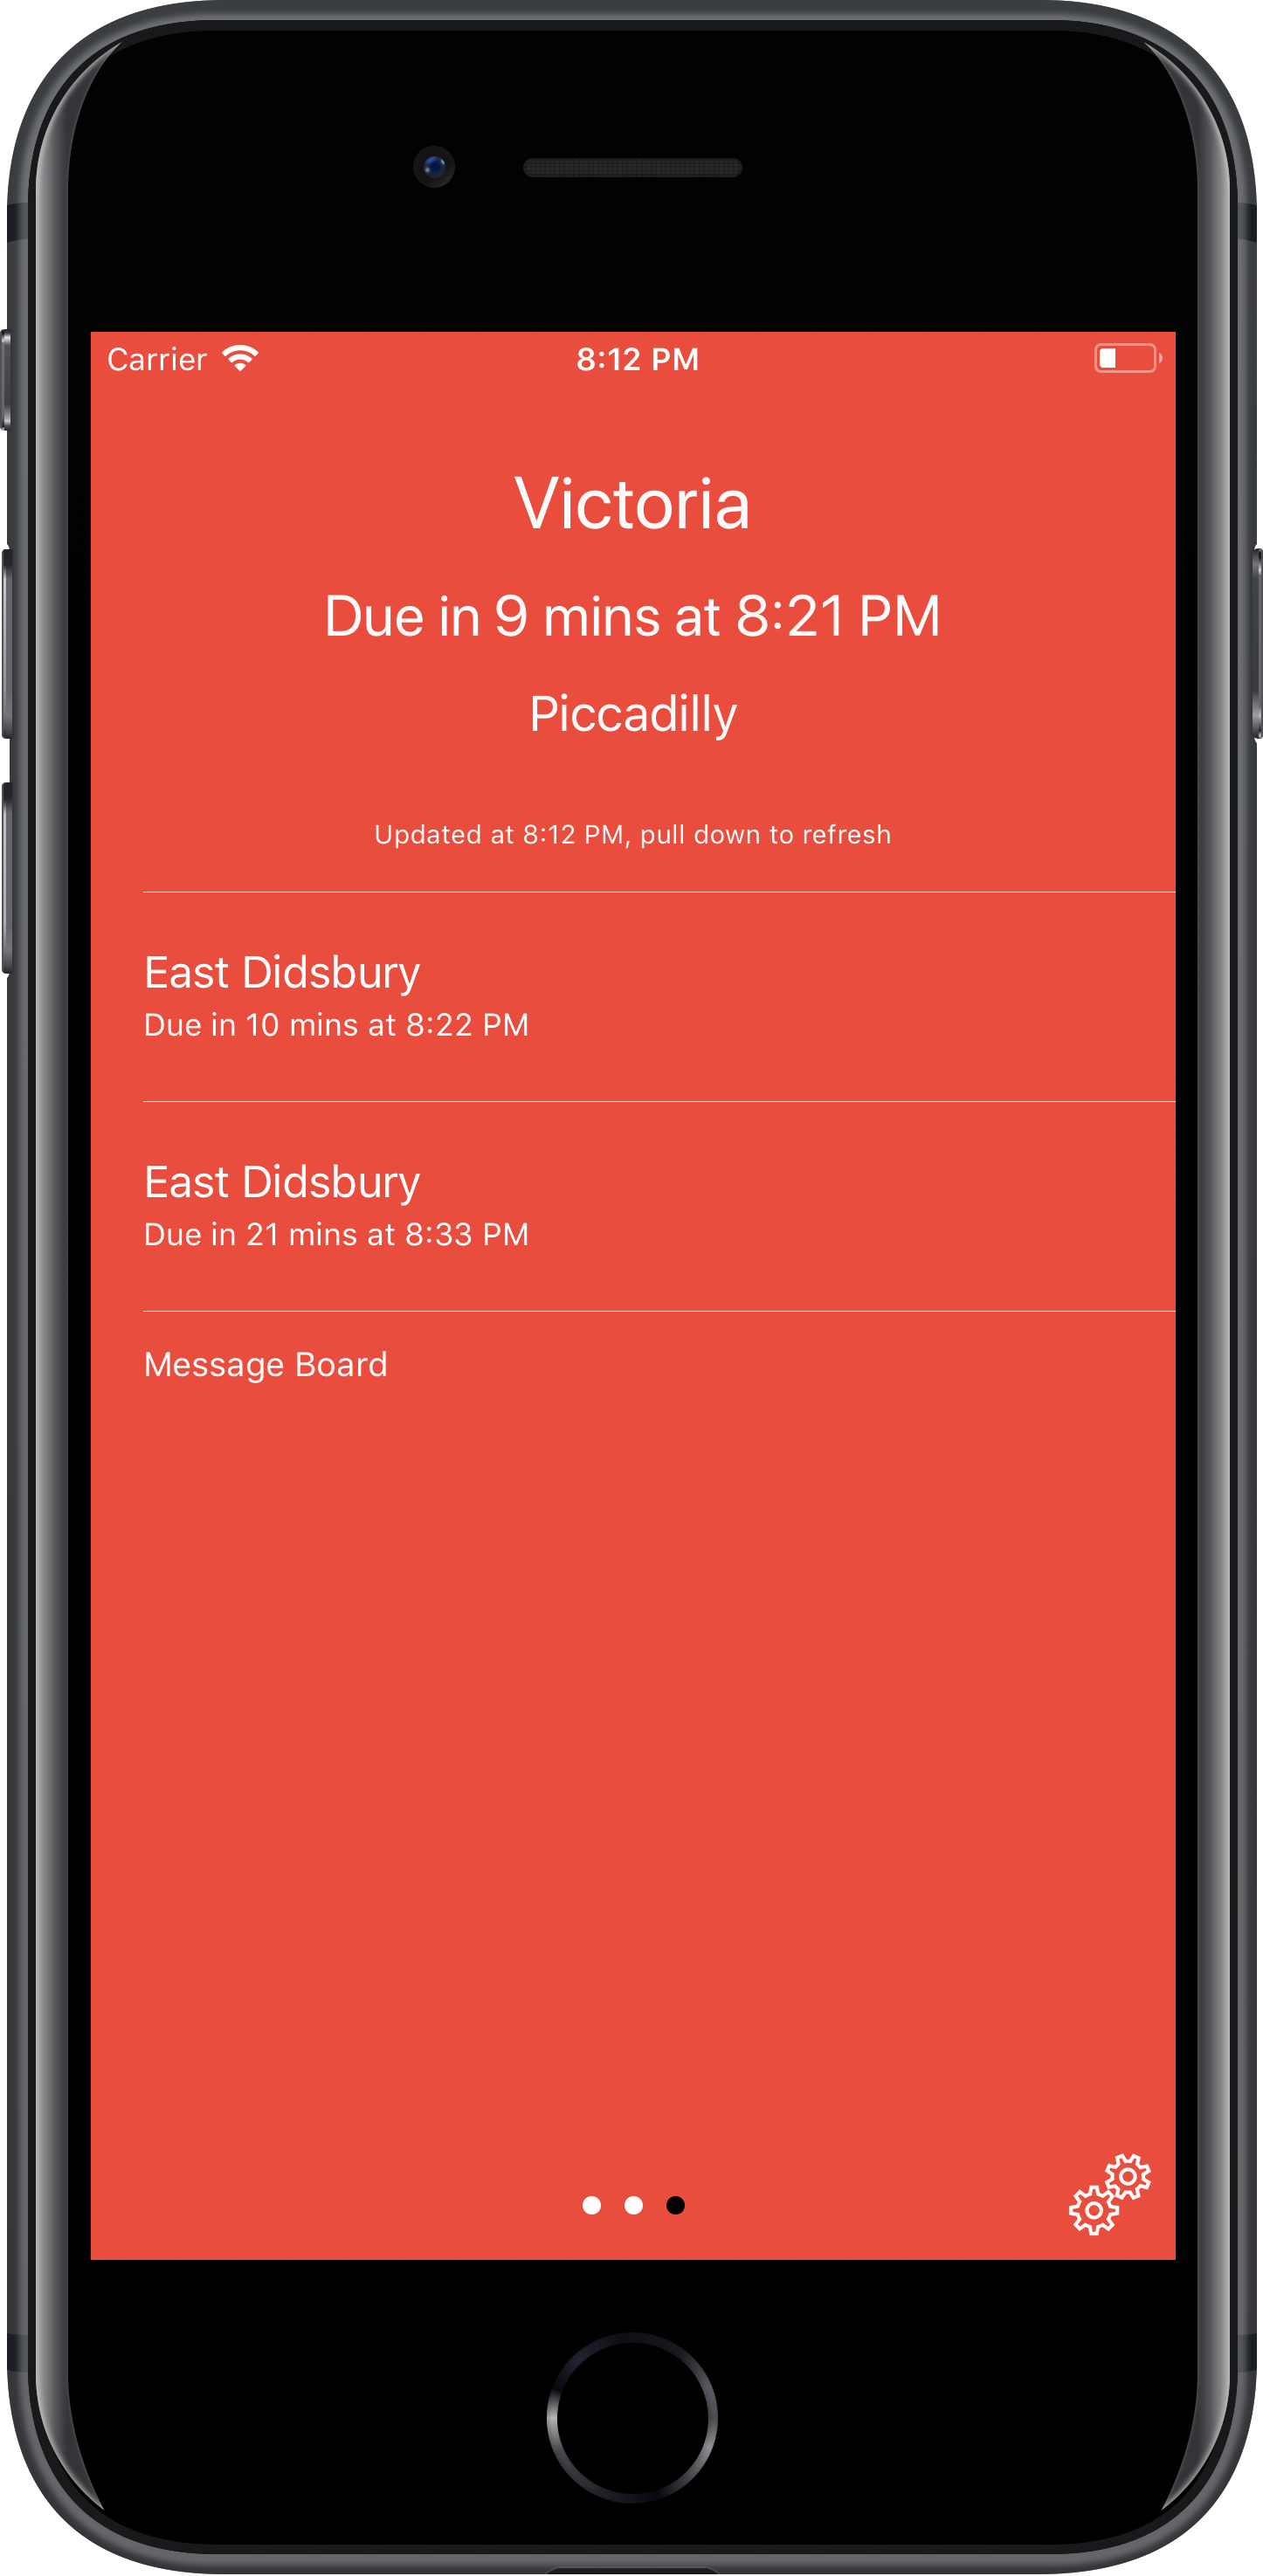 Carrier 8:12 PM
Victoria
Due in 9 mins at 8:21 PM
Piccadilly
Updated at 8:12 PM, pull down to refresh
East Didsbury
Due in 10 mins at 8:22 PM
East Didsbury
Due in 21 mins at 8:33 PM
Message Board